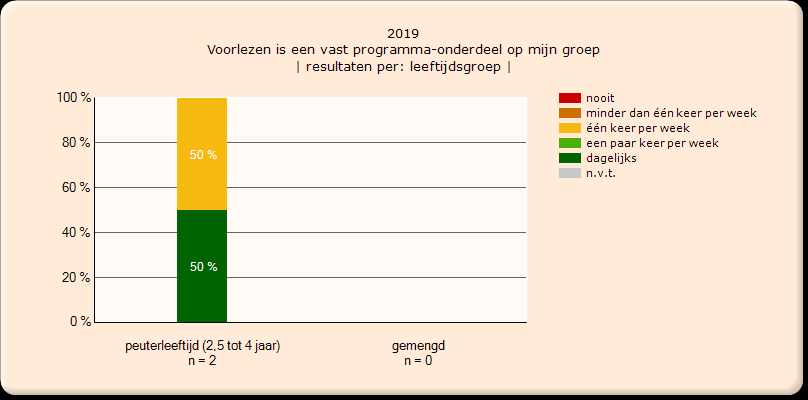 2019
Voorlezen is een vast programma-onderdeel op mijn groep
| resultaten per: leeftijdsgroep |
100 %
80 %
60 %
40 %
20 %
0 %
50 %
50 %
peuterleeftijd (2,5 tot 4 jaar)
n = 2
gemengd
n = 0
nooit
minder dan één keer per week
één keer per week
een paar keer per week
dagelijks
n.v.t.